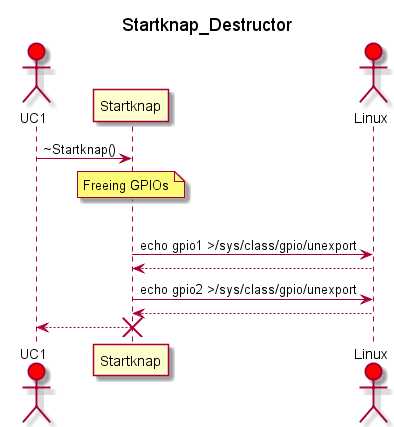 Startknap_Destructor
UC1
Startknap
Linux
~Startknap()
Freeing GPIOs
echo gpio1 >/sys/class/gpio/unexport
echo gpio2 >/sys/class/gpio/unexport
UC1
Startknap
Linux